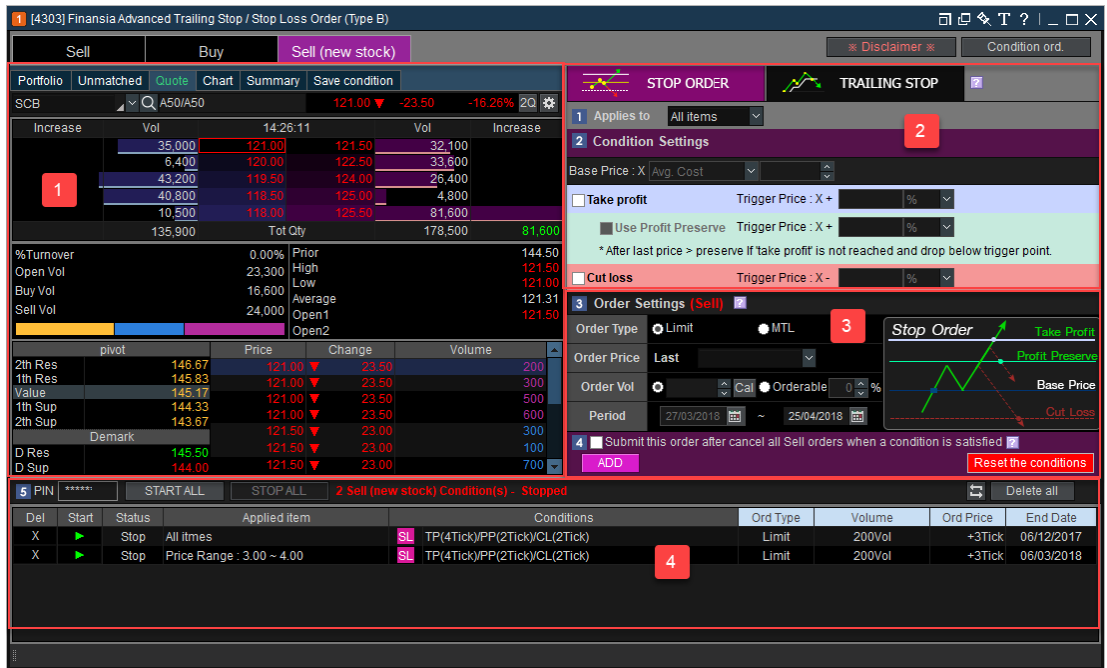 1 [4303] Finansia Advanced Trailing Stop / Stop Loss Order (Type B) T ?
Sell Buy Sell (new stock) ※ Disclaimer ※ Condition ord.
Portfolio Unmatched Quote Chart Summary Save condition
SCB A50/A50 121.00 ▼ -23.50 -16.26% 2Q
Increase Vol 14:26:11 Vol Increase
35,000 121.00 121.50 32,100
6,400 120.00 122.50 33,600
43,200 119.50 124.00 26,400
40,800 118.50 125.00 4,800
10,500 118.00 125.50 81,600
135,900 Tot Qty 178,500 81,600
1
%Turnover 0.00% Prior 144.50
Open Vol 23,300 High 121.50
Low 121.00
Buy Vol 16,600 Average 121.31
Sell Vol 24,000 Open1 121.50
Open2
pivot Price Change Volume
2th Res 146.67 121.00 ▼ 23.50 200
1th Res 145.83 121.00 ▼ 23.50 300
Value 145.17 121.00 ▼ 23.50 500
1th Sup 144.33 121.00 ▼ 23.50 600
2th Sup 143.67 121.50 ▼ 23.00 300
Demark 121.50 ▼ 23.00 100
D Res 145.50 121.50 ▼ 23.00 700
D Sup 144.00
STOP ORDER TRAILING STOP ?
1 Applies to All items
2
2 Condition Settings
Base Price : X Avg. Cost
Take profit Trigger Price : X + %
Use Profit Preserve Trigger Price : X + %
* After last price > preserve If 'take profit' is not reached and drop below trigger point.
Cut loss Trigger Price : X - %
3 Order Settings (Sell) ?
3
Order Type Limit MTL
Order Price Last
Order Vol Cal Orderable 0 %
Period 27/03/2018 ~ 25/04/2018
Stop Order Take Profit
Profit Preserve
Base Price
Cut Loss
4 Submit this order after cancel all Sell orders when a condition is satisfied ?
ADD Reset the conditions
5 PIN *****: START ALL STOP ALL 2 Sell (new stock) Condition(s) - Stopped Delete all
Del Start Status Applied item Conditions Ord Type Volume Ord Price End Date
X Stop All itmes SL TP(4Tick)/PP(2Tick)/CL(2Tick) Limit 200Vol +3Tick 06/12/2017
X Stop Price Range : 3.00 ~ 4.00 SL TP(4Tick)/PP(2Tick)/CL(2Tick) Limit 200Vol +3Tick 06/03/2018
4